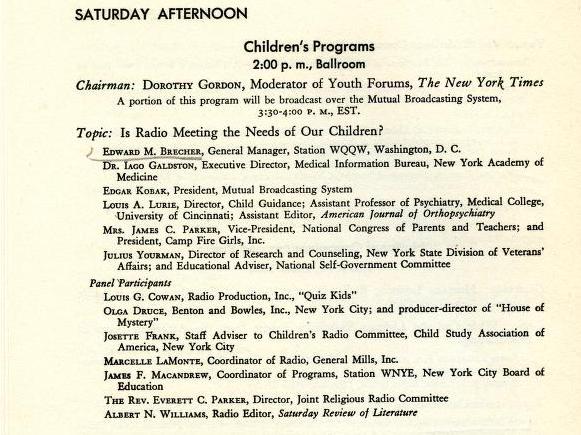 SATURDAY AFTERNOON
Children's Programs
2:00 p. m., Ballroom
Chairman: DOROTHY GORDON, Moderator of Youth Forums, The New York Times
A portion of this program will be broadcast over the Mutual Broadcasting System,
3:30-4:00 P. M., EST.
Topic: Is Radio Meeting the Needs of Our Children?
EDWARD M. BRECHER, General Manager, Station WQQW, Washington, D. C.
DR. IAGO GALDSTON, Executive Director, Medical Information Bureau, New York Academy of
Medicine
EDGAR KOBAK, President, Mutual Broadcasting System
LOUIS A. LURIE, Director, Child Guidance; Assistant Professor of Psychiatry, Medical College,
University of Cincinnati; Assistant Editor, American Journal of Orthopsychiatry
MRS. JAMES C. PARKER, Vice-President, National Congress of Parents and Teachers; and
President, Camp Fire Girls, Inc.
JULIUS YOURMAN, Director of Research and Counseling, New York State Division of Veterans'
Affairs; and Educational Adviser, National Self-Government Committee
Panel Participants
LOUIS G. COWAN, Radio Production, Inc., "Quiz Kids"
OLGA DRUCE, Benton and Bowles, Inc., New York City; and producer-director of "House of
Mystery"
JOSETTE FRANK, Staff Adviser to Children's Radio Committee, Child Study Association of
America, New York City
MARCELLE LAMONTE, Coordinator of Radio, General Mills, Inc.
JAMES F. MACANDREW, Coordinator of Programs, Station WNYE, New York City Board of
Education
THE REV. EVERETT C. PARKER, Director, Joint Religious Radio Committee
ALBERT N. WILLIAMS, Radio Editor, Saturday Review of Literature